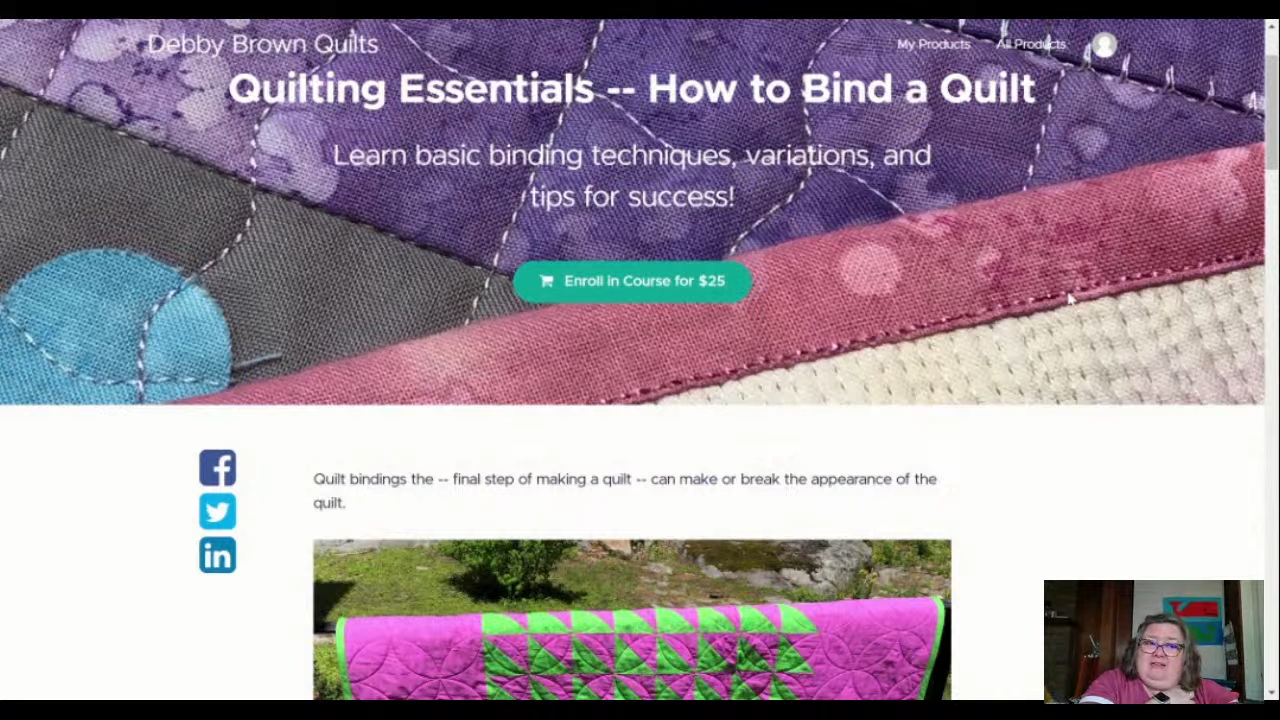 Debby Brown Quilts
My Products
All Products
Quilting Essentials -- How to Bind a Quilt
Learn basic binding techniques, variations, and
tips for success!
Enroll in Course for $25
Quilt bindings the -- final step of making a quilt -- can make or break the appearance of the
quilt.